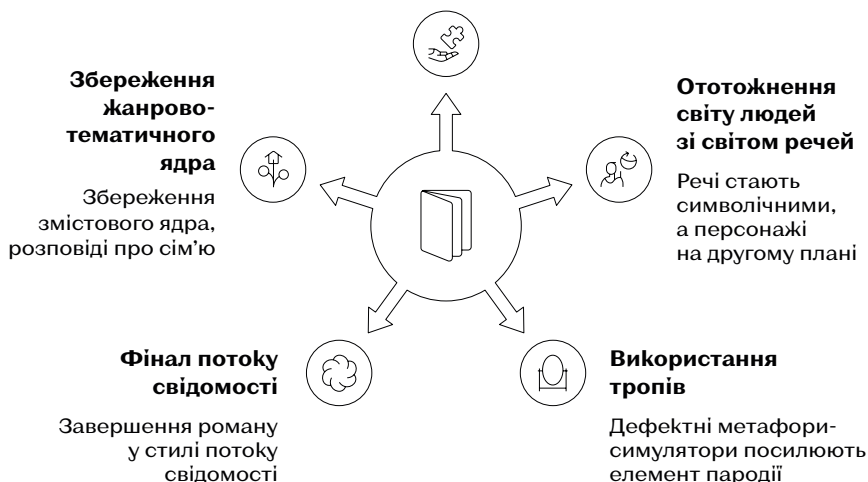 Збереження
жанрово-
тематичного
ядра
Збереження
змістового ядра,
розповіді про сім’ю
Ототожнення
світу людей
зі світом речей
Речі стають
символічними,
а персонажі
на другому плані
Фінал потоку
свідомості
Завершення роману
у стилі потоку
свідомості
Використання
тропів
Дефектні метафори-
симулятори посилюють
елемент пародії